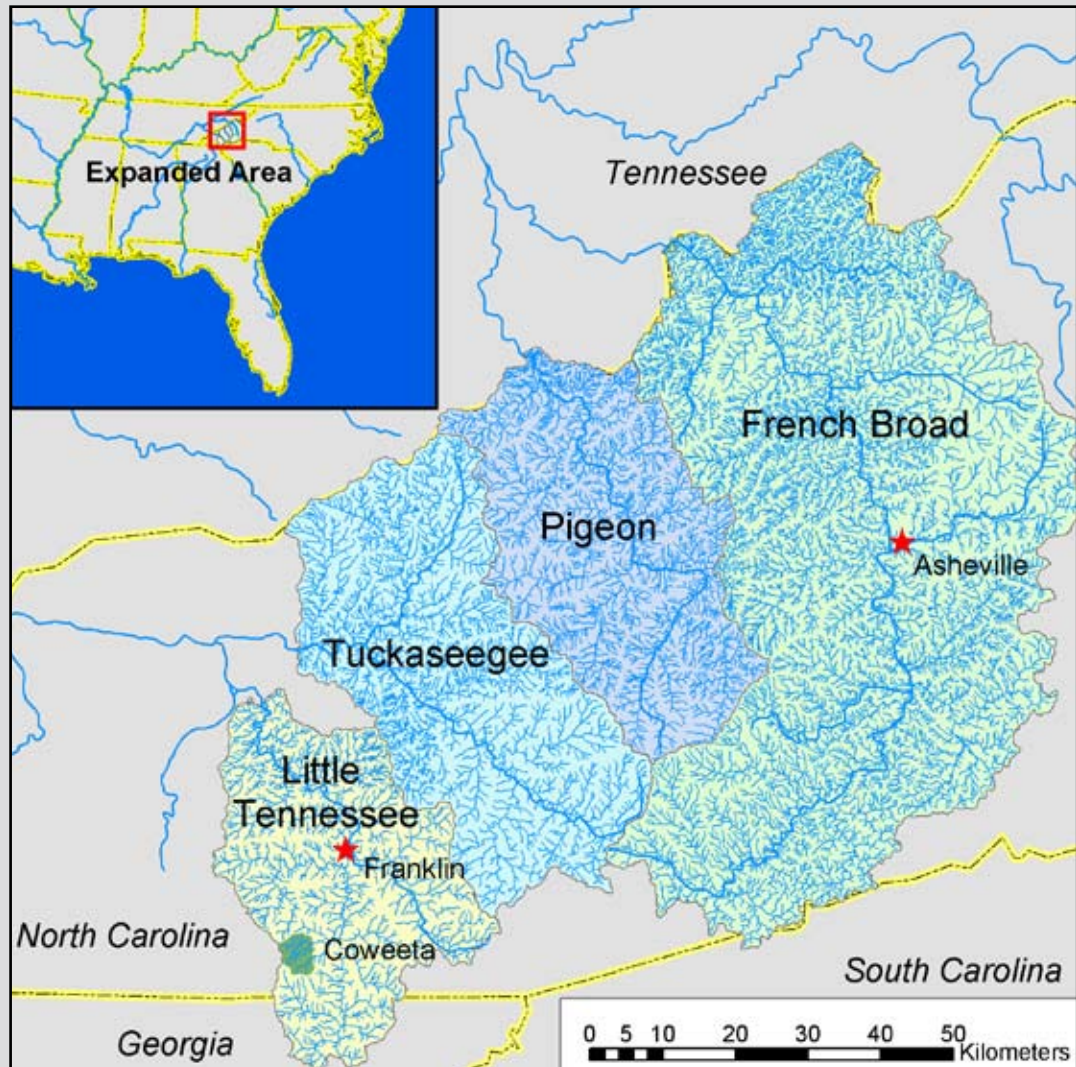 Expanded Area
Tennessee
French Broad
Pigeon
Asheville
Tuckaseegee
Little
Tennessee
Franklin
North Carolina
Coweeta
South Carolina
Georgia
0 5 10 20 30 40 50
Kilometers